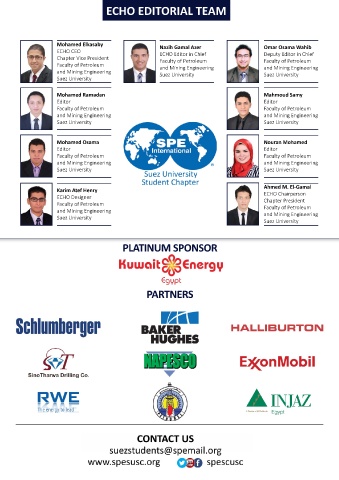 ECHO EDITORIAL TEAM
Mohamed Elkasaby
ECHO CEO
Chapter Vice President
Faculty of Petroleum
and Mining Engineering
Suez University
Nazih Gamal Azer
ECHO Editor in Chief
Faculty of Petroleum
and Mining Engineering
Suez University
Omar Osama Wahib
Deputy Editor in Chief
Faculty of Petroleum
and Mining Engineering
Suez University
Mohamed Ramadan
Editor
Faculty of Petroleum
and Mining Engineering
Suez University
Mahmoud Samy
Editor
Faculty of Petroleum
and Mining Engineering
Suez University
Mohamed Osama
Editor
Faculty of Petroleum
and Mining Engineering
Suez University
Nouran Mohamed
Editor
Faculty of Petroleum
and Mining Engineering
Suez University
Karim Atef Henry
ECHO Designer
Faculty of Petroleum
and Mining Engineering
Suez University
Ahmed M. El-Gamal
ECHO Chairperson
Chapter President
Faculty of Petroleum
and Mining Engineering
Suez University
SPE
International
Suez University
Student Chapter
PLATINUM SPONSOR
Kuwait Energy
Egypt
PARTNERS
Schlumberger
BAKER
HUGHES
HALLIBURTON
SinoTharwa Drilling Co.
NAPESCO
ExxonMobil
RWE
The energy to lead
INJAZ
Egypt
CONTACT US
suezstudents@spemail.org
www.spesusc.org spescusc